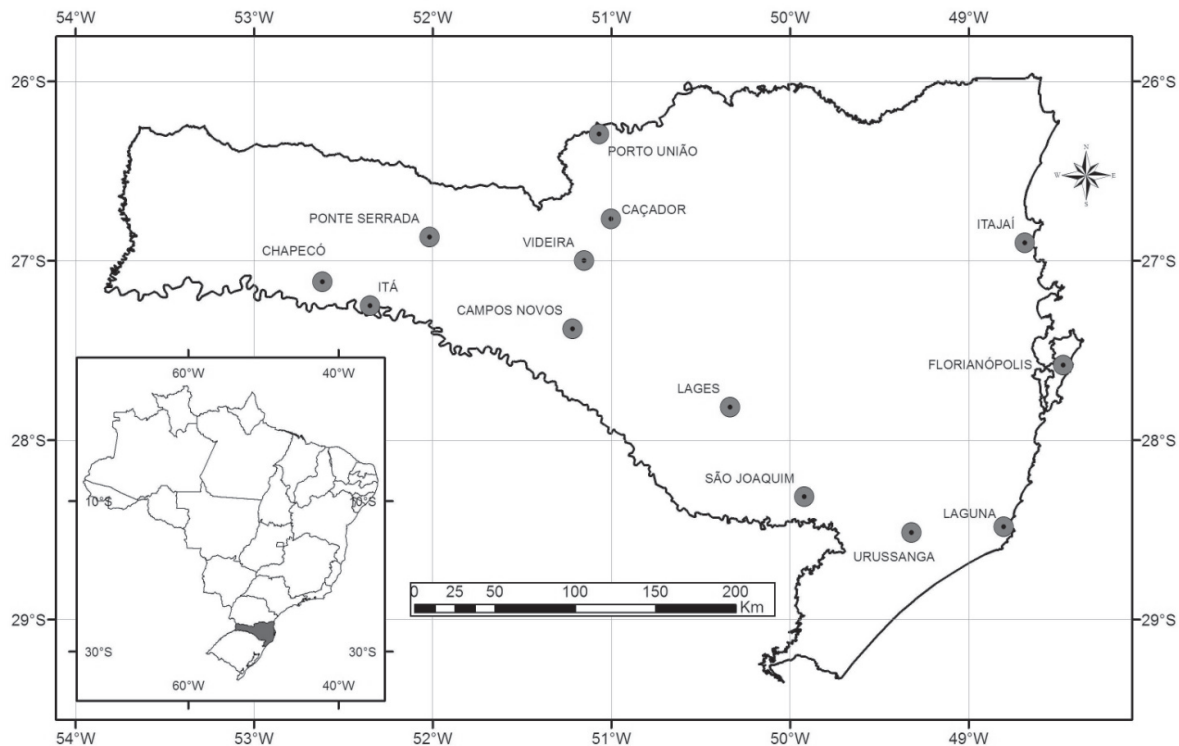 54°W 53°W 52°W 51°W 50°W 49°W
26°S 26°S
PORTO UNIÃO
CAÇADOR
PONTE SERRADA
ITAJAÍ
VIDEIRA
CHAPECÓ
27°S 27°S
ITÁ
CAMPOS NOVOS
FLORIANÓPOLIS
LAGES
28°S 28°S
SÃO JOAQUIM
LAGUNA
URUSSANGA
29°S 29°S
N
W E
S
60°W 40°W
10°S 10°S
30°S 30°S
60°W 40°W
0 25 50 100 150 200
Km
54°W 53°W 52°W 51°W 50°W 49°W